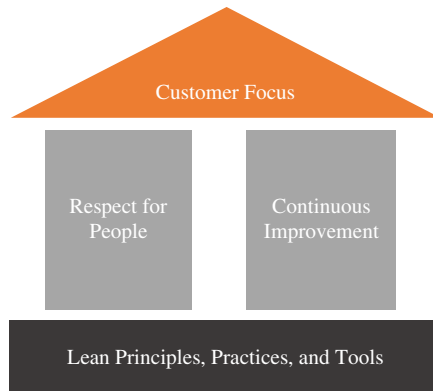 Customer Focus
Respect for
People
Continuous
Improvement
Lean Principles, Practices, and Tools